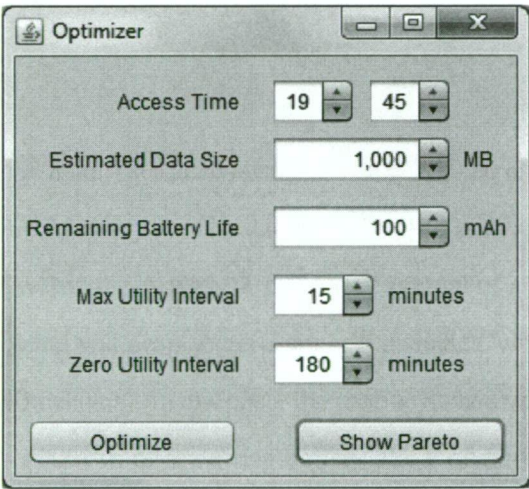 Optimizer
Access Time 19 45
Estimated Data Size 1,000 MB
Remaining Battery Life 100 mAh
Max Utility Interval 15 minutes
Zero Utility Interval 180 minutes
Optimize Show Pareto